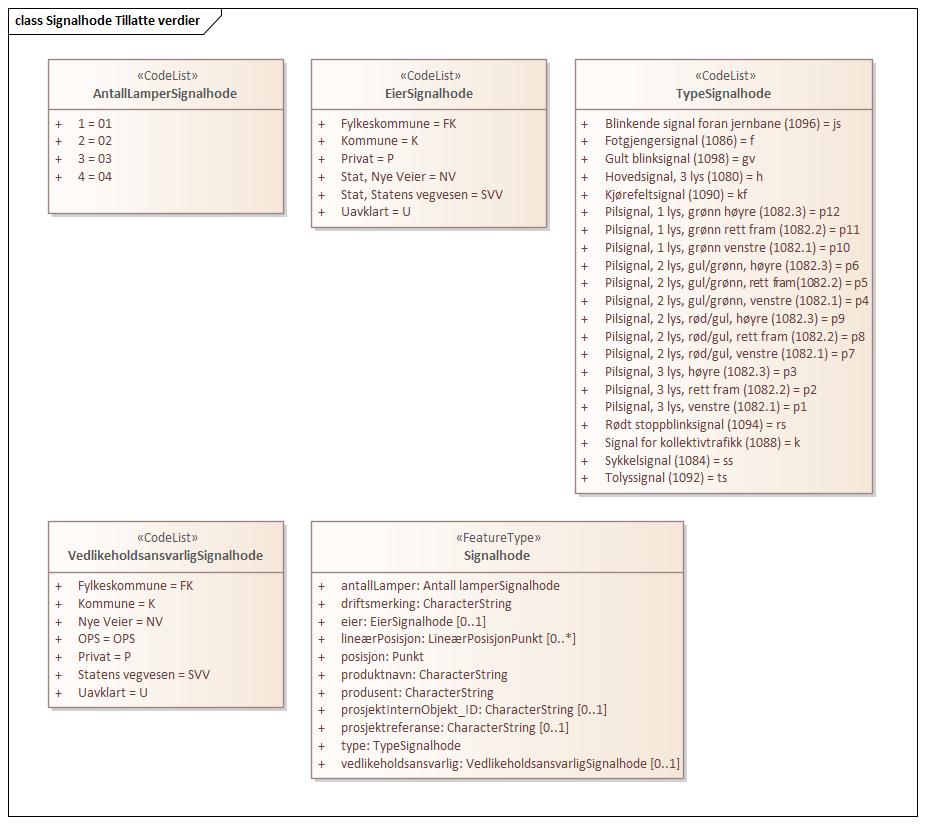 class Signalhode Tillatte verdier
«CodeList»
AntallLamperSignalhode
+ 1 = 01
+ 2 = 02
+ 3 = 03
+ 4 = 04
«CodeList»
EierSignalhode
+ Fylkeskommune = FK
+ Kommune = K
+ Privat = P
+ Stat, Nye Veier = NV
+ Stat, Statens vegvesen = SVV
+ Uavklart = U
«CodeList»
TypeSignalhode
+ Blinkende signal foran jernbane (1096) = js
+ Fotgjengersignal (1086) = f
+ Gult blinksignal (1098) = gv
+ Hovedsignal, 3 lys (1080) = h
+ Kjørefeltsignal (1090) = kf
+ Pilsignal, 1 lys, grønn høyre (1082.3) = p12
+ Pilsignal, 1 lys, grønn rett fram (1082.2) = p11
+ Pilsignal, 1 lys, grønn venstre (1082.1) = p10
+ Pilsignal, 2 lys, gul/grønn, høyre (1082.3) = p6
+ Pilsignal, 2 lys, gul/grønn, rett fram(1082.2) = p5
+ Pilsignal, 2 lys, gul/grønn, venstre (1082.1) = p4
+ Pilsignal, 2 lys, rød/gul, høyre (1082.3) = p9
+ Pilsignal, 2 lys, rød/gul, rett fram (1082.2) = p8
+ Pilsignal, 2 lys, rød/gul, venstre (1082.1) = p7
+ Pilsignal, 3 lys, høyre (1082.3) = p3
+ Pilsignal, 3 lys, rett fram (1082.2) = p2
+ Pilsignal, 3 lys, venstre (1082.1) = p1
+ Rødt stoppblinksignal (1094) = rs
+ Signal for kollektivtrafikk (1088) = k
+ Sykkelsignal (1084) = ss
+ Tolyssignal (1092) = ts
«CodeList»
VedlikeholdsansvarligSignalhode
+ Fylkeskommune = FK
+ Kommune = K
+ Nye Veier = NV
+ OPS = OPS
+ Privat = P
+ Statens vegvesen = SVV
+ Uavklart = U
«FeatureType»
Signalhode
+ antallLamper: Antall lamperSignalhode
+ driftsmerking: CharacterString
+ eier: EierSignalhode [0..1]
+ lineærPosisjon: LineærPosisjonPunkt [0..*]
+ posisjon: Punkt
+ produktnavn: CharacterString
+ produsent: CharacterString
+ prosjektInternObjekt_ID: CharacterString [0..1]
+ prosjektreferanse: CharacterString [0..1]
+ type: TypeSignalhode
+ vedlikeholdsansvarlig: VedlikeholdsansvarligSignalhode [0..1]